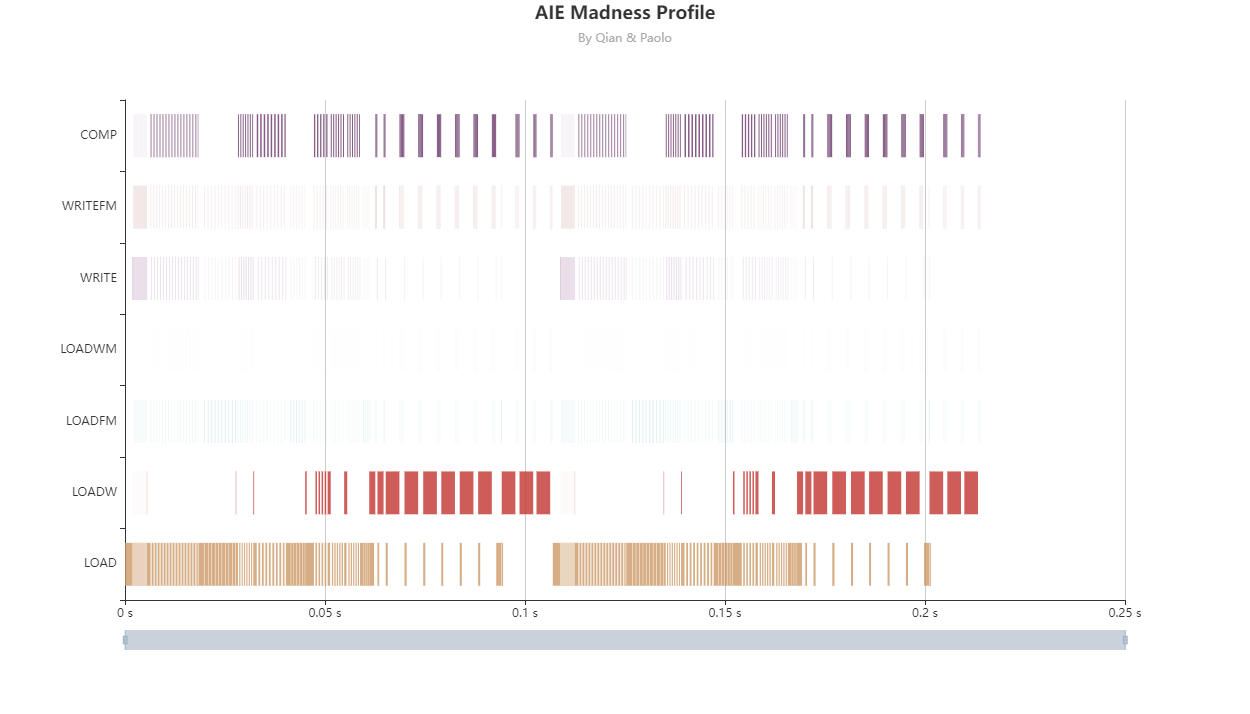 AIE Madness Profile
By Qian & Paolo
COMP
WRITEFM
WRITE
LOADWM
LOADFM
LOADW
LOAD
0 s 0.05 s 0.1 s 0.15 s 0.2 s 0.25 s